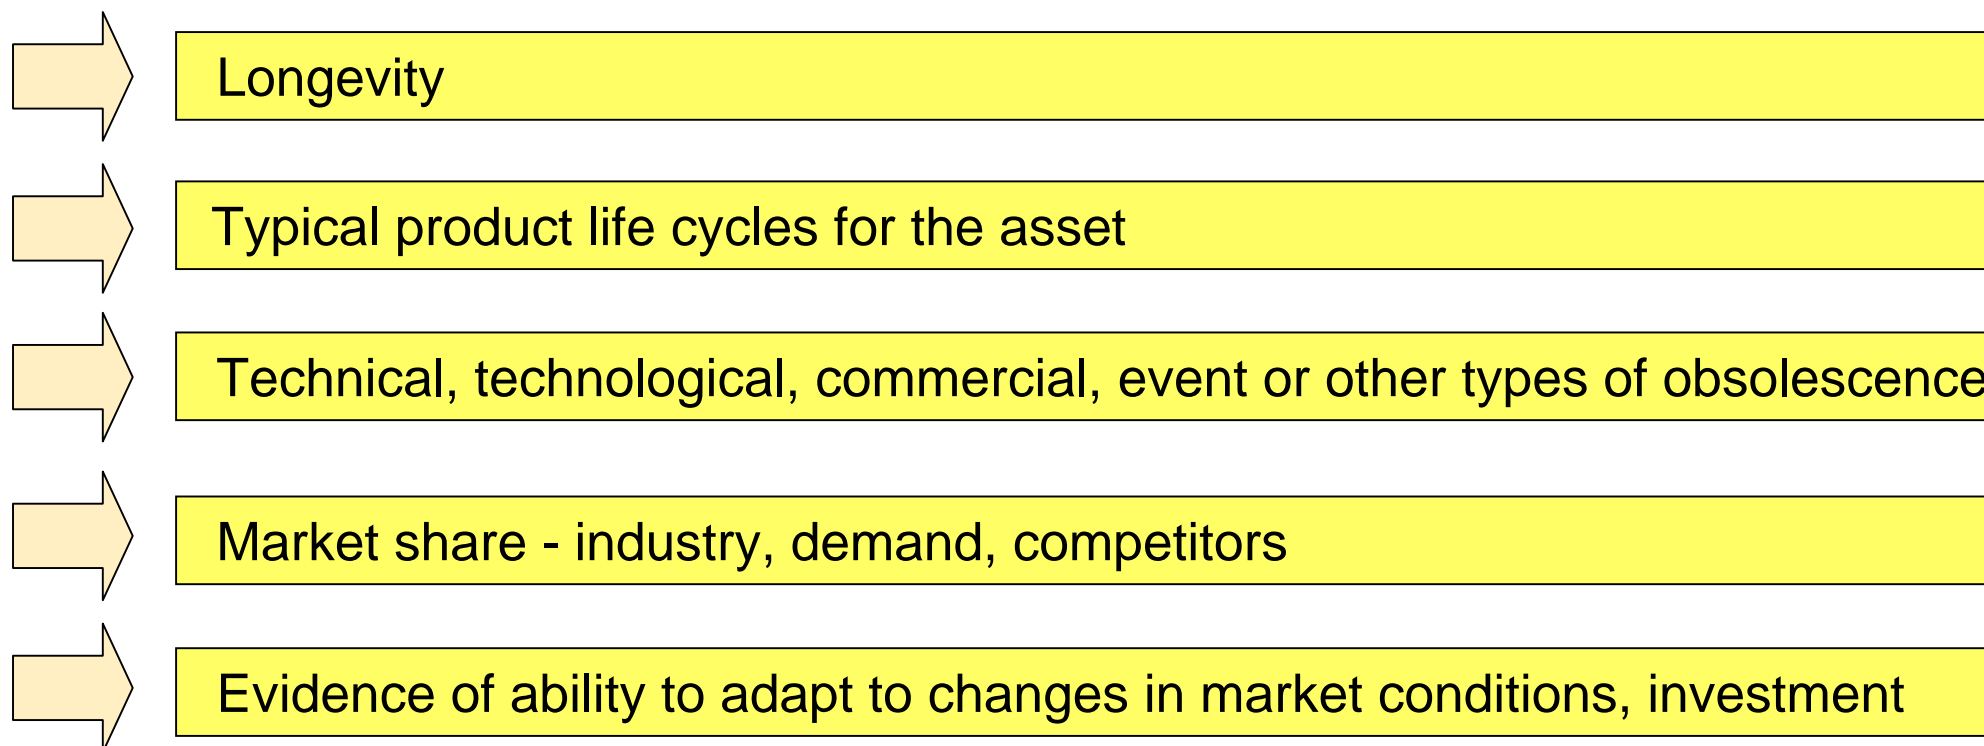 Longevity
Typical product life cycles for the asset
Technical, technological, commercial, event or other types of obsolescence
Market share - industry, demand, competitors
Evidence of ability to adapt to changes in market conditions, investment